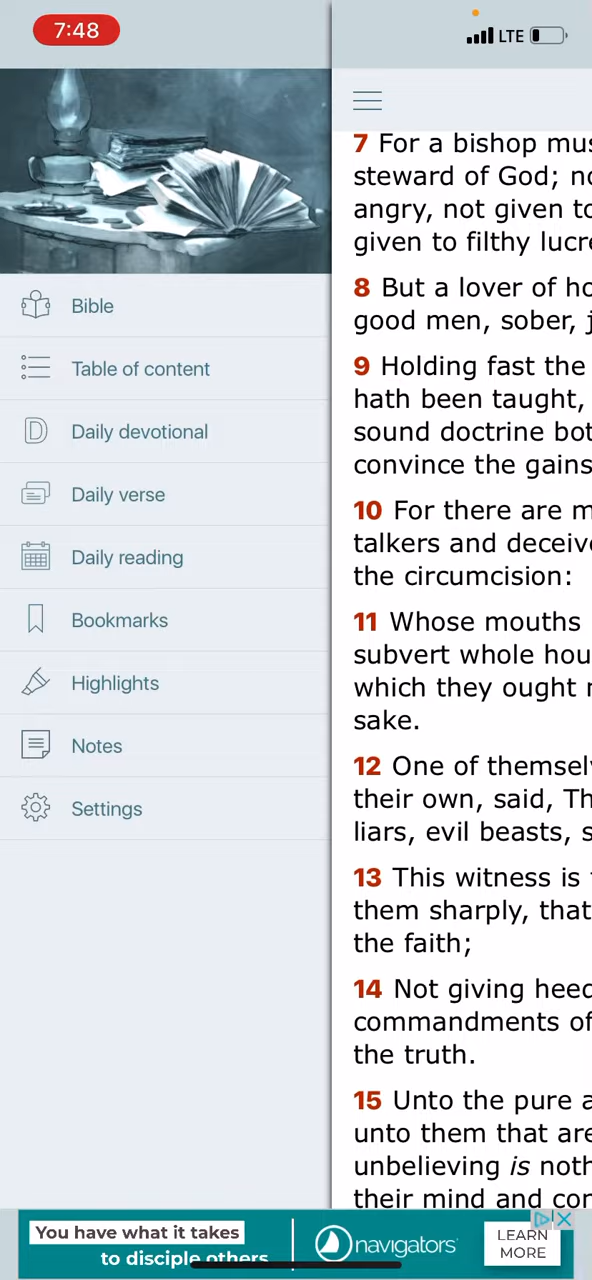 7:48
LTE
Bible
Table of content
Daily devotional
Daily verse
Daily reading
Bookmarks
Highlights
Notes
Settings
7 For a bishop mus
steward of God; no
angry, not given to
given to filthy lucre
8 But a lover of ho
good men, sober, j
9 Holding fast the
hath been taught,
sound doctrine bot
convince the gains
10 For there are m
talkers and deceive
the circumcision:
11 Whose mouths
subvert whole hou
which they ought n
sake.
12 One of themselv
their own, said, Th
liars, evil beasts, s
13 This witness is t
them sharply, that
the faith;
14 Not giving heed
commandments of
the truth.
15 Unto the pure a
unto them that are
unbelieving is noth
their mind and con
You have what it takes
to disciple others
navigators
LEARN
MORE